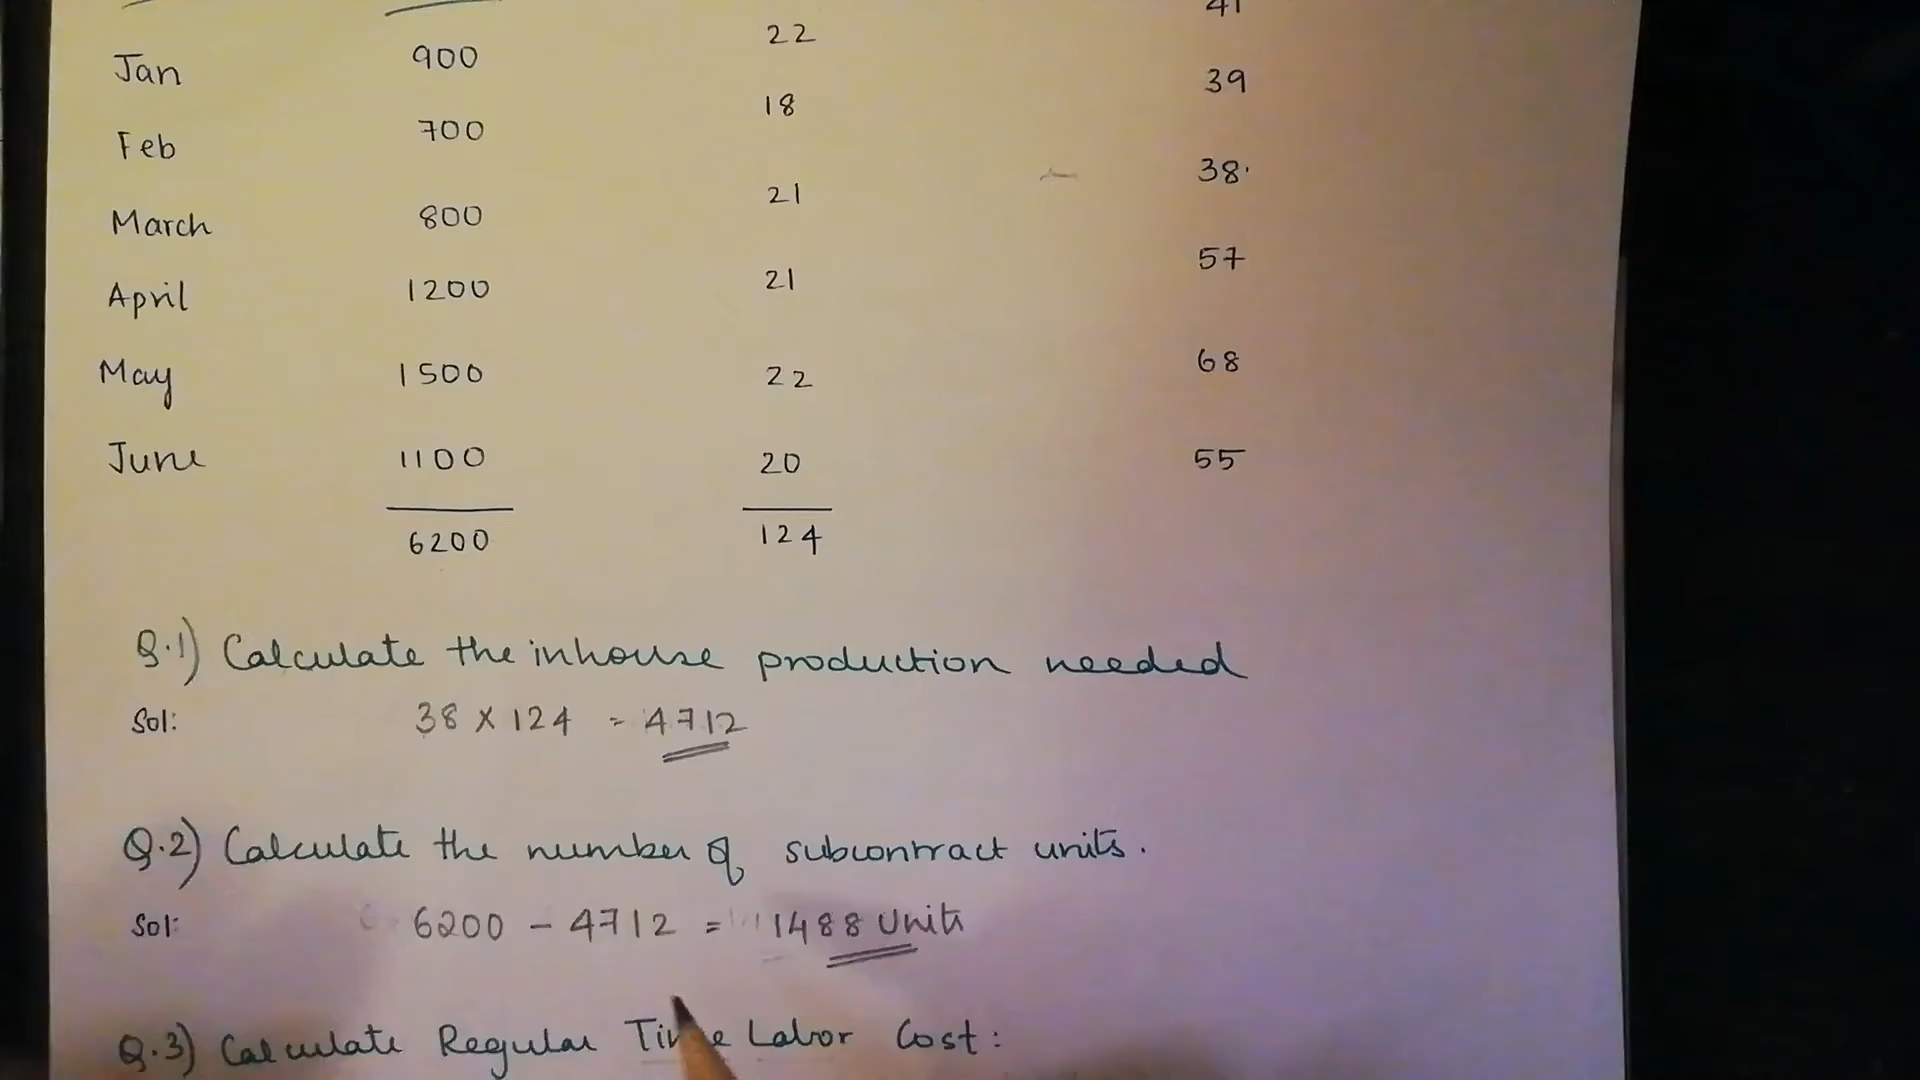 41
Jan 900 22
39
Feb 700 18
38.
March 800 21
57
April 1200 21
68
May 1500 22
June 1100 20 55
6200 124
Q.1) Calculate the inhouse production needed
Sol: 38 x 124 = 4712
Q.2) Calculate the number of subcontract units.
Sol: 6200 - 4712 = 1488 Units
Q.3) Calculate Regular Time Labor Cost: